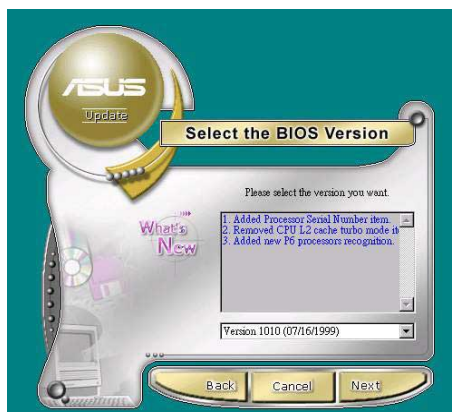 ASUS
Update
Select the BIOS Version
Please select the version you want.
What's
New
1. Added Processor Serial Number item.
2. Removed CPU L2 cache turbo mode it
3. Added new P6 processors recognition.
Version 1010 (07/16/1999)
Back
Cancel
Next